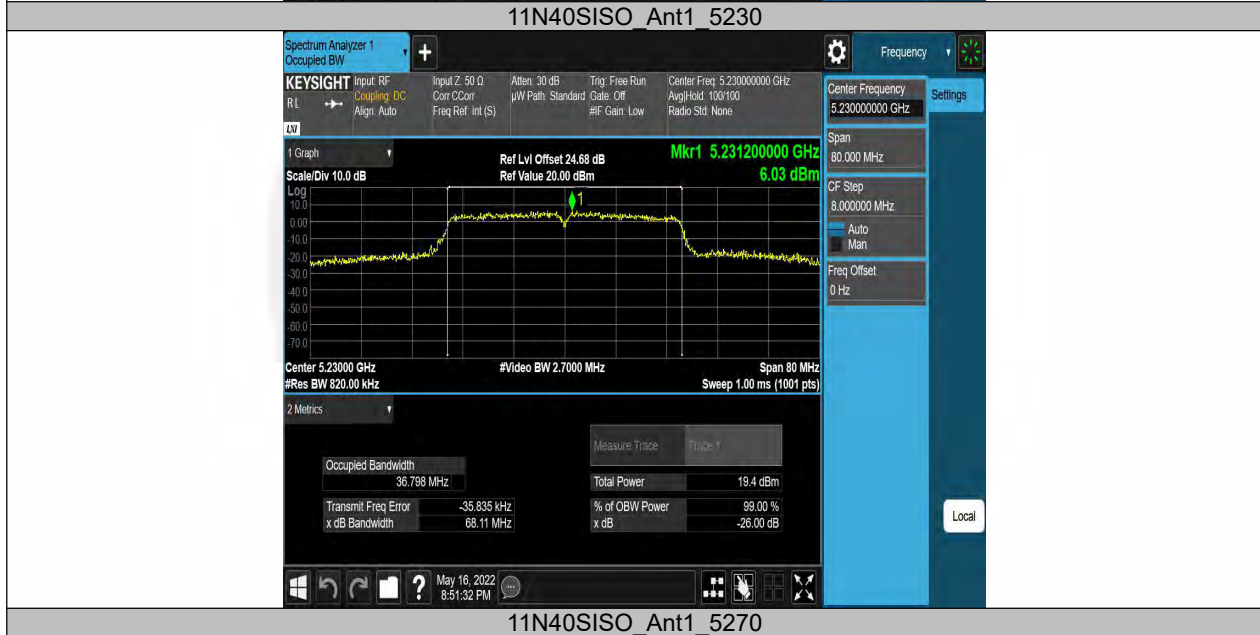 11N40SISO_Ant1_5230
Spectrum Analyzer 1
Occupied BW
+
Frequency
KEYSIGHT Input: RF Input Z: 50 Ω Atten: 30 dB Trig: Free Run Center Freq: 5.230000000 GHz
RL Coupling: DC Corr CCorr µW Path: Standard Gate: Off Avg|Hold: 100/100
Align: Auto Freq Ref: Int (S) #IF Gain: Low Radio Std: None
LXI
Center Frequency
5.230000000 GHz
Settings
Span
80.000 MHz
CF Step
8.000000 MHz
Auto
Man
Freq Offset
0 Hz
1 Graph
Ref Lvl Offset 24.68 dB
Mkr1 5.231200000 GHz
Scale/Div 10.0 dB
Ref Value 20.00 dBm
6.03 dBm
Log
10.0
0.00
-10.0
-20.0
-30.0
-40.0
-50.0
-60.0
-70.0
1
Center 5.23000 GHz #Video BW 2.7000 MHz Span 80 MHz
#Res BW 820.00 kHz Sweep 1.00 ms (1001 pts)
2 Metrics
Measure Trace Trace 1
Occupied Bandwidth
36.798 MHz
Total Power 19.4 dBm
Transmit Freq Error -35.835 kHz % of OBW Power 99.00 %
x dB Bandwidth 68.11 MHz x dB -26.00 dB
Local
? May 16, 2022
8:51:32 PM
11N40SISO_Ant1_5270